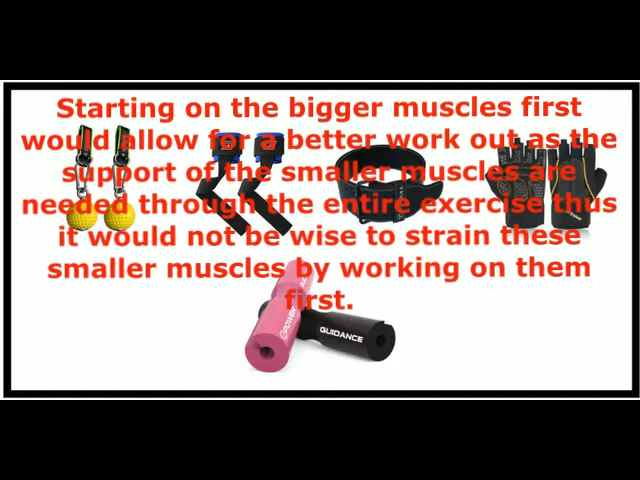 Starting on the bigger muscles first
would allow for a better work out as the
support of the smaller muscles are
needed through the entire exercise thus
it would not be wise to strain these
smaller muscles by working on them
first.
POWER
GUIDANCE